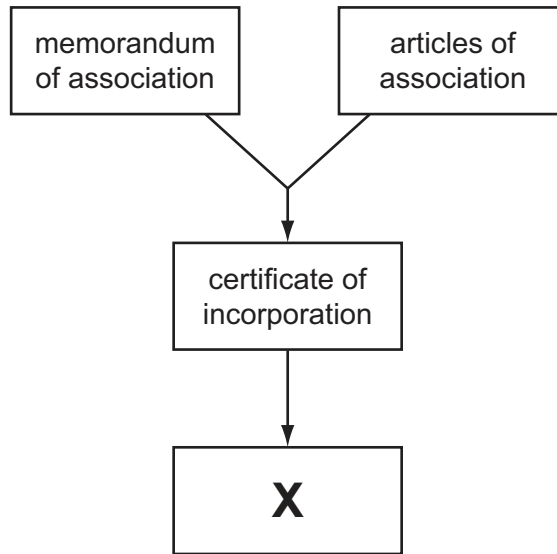 memorandum
of association
articles of
association
certificate of
incorporation
X